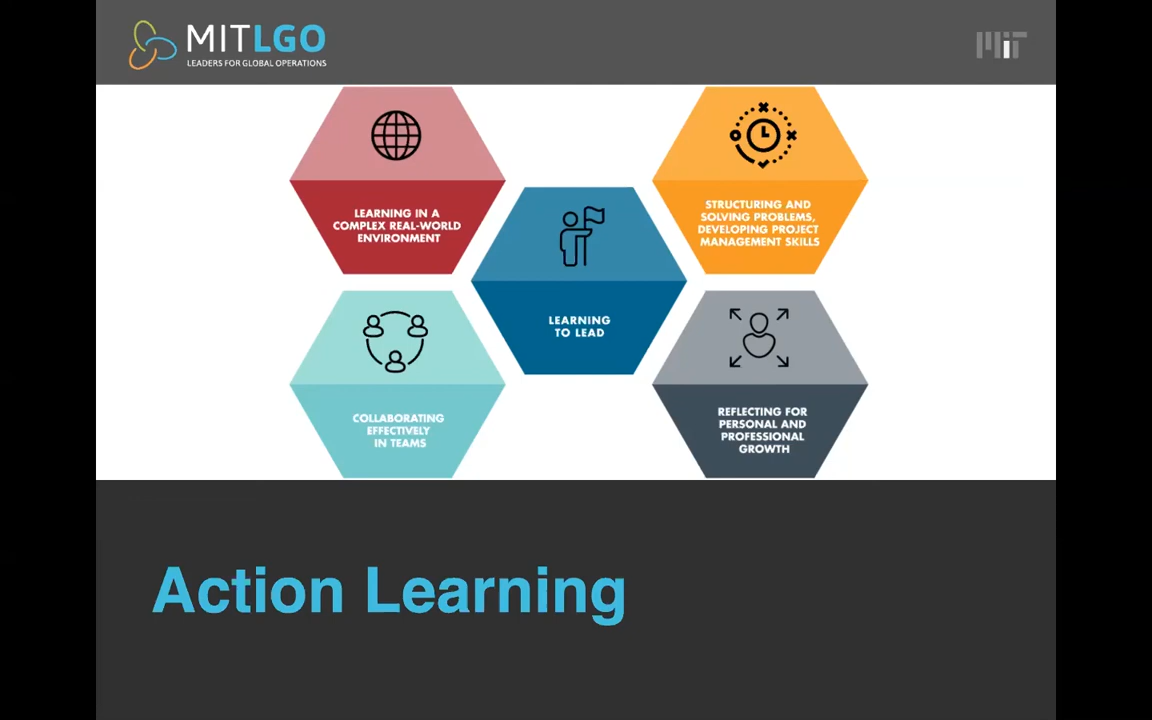 MITLGO
LEADERS FOR GLOBAL OPERATIONS
MIT
LEARNING IN A
COMPLEX REAL-WORLD
ENVIRONMENT
STRUCTURING AND
SOLVING PROBLEMS,
DEVELOPING PROJECT
MANAGEMENT SKILLS
LEARNING
TO LEAD
COLLABORATING
EFFECTIVELY
IN TEAMS
REFLECTING FOR
PERSONAL AND
PROFESSIONAL
GROWTH
Action Learning